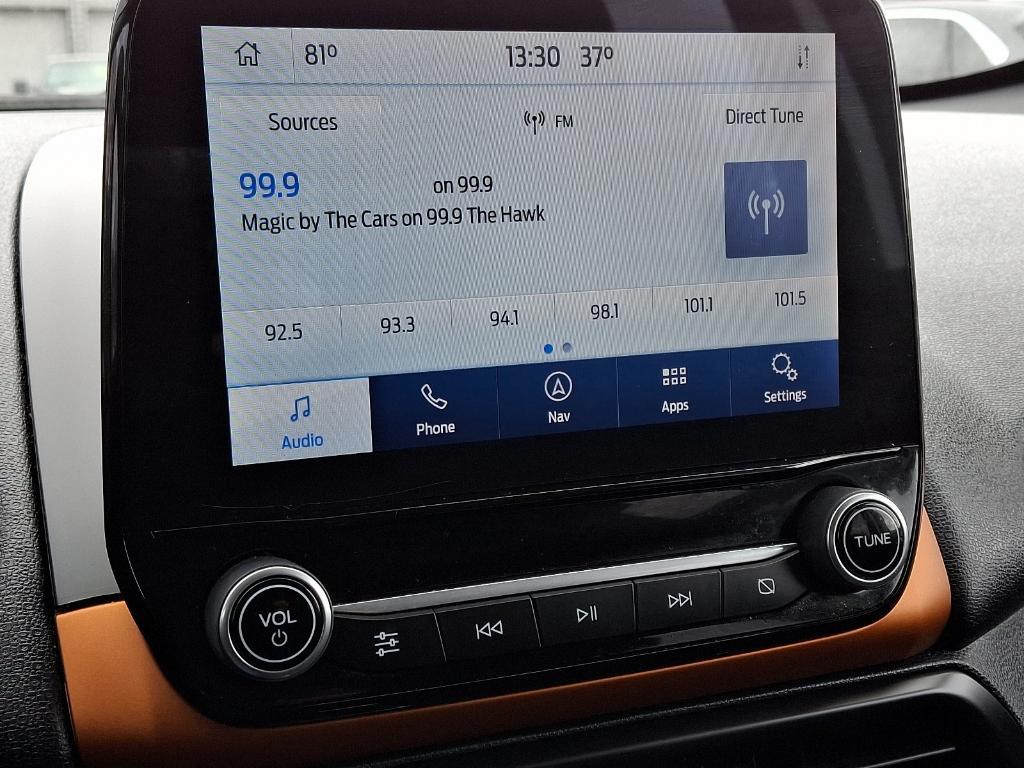 81° 13:30 37°
Sources FM Direct Tune
99.9 on 99.9
Magic by The Cars on 99.9 The Hawk
92.5 93.3 94.1 98.1 101.1 101.5
Audio Phone Nav Apps Settings
VOL TUNE